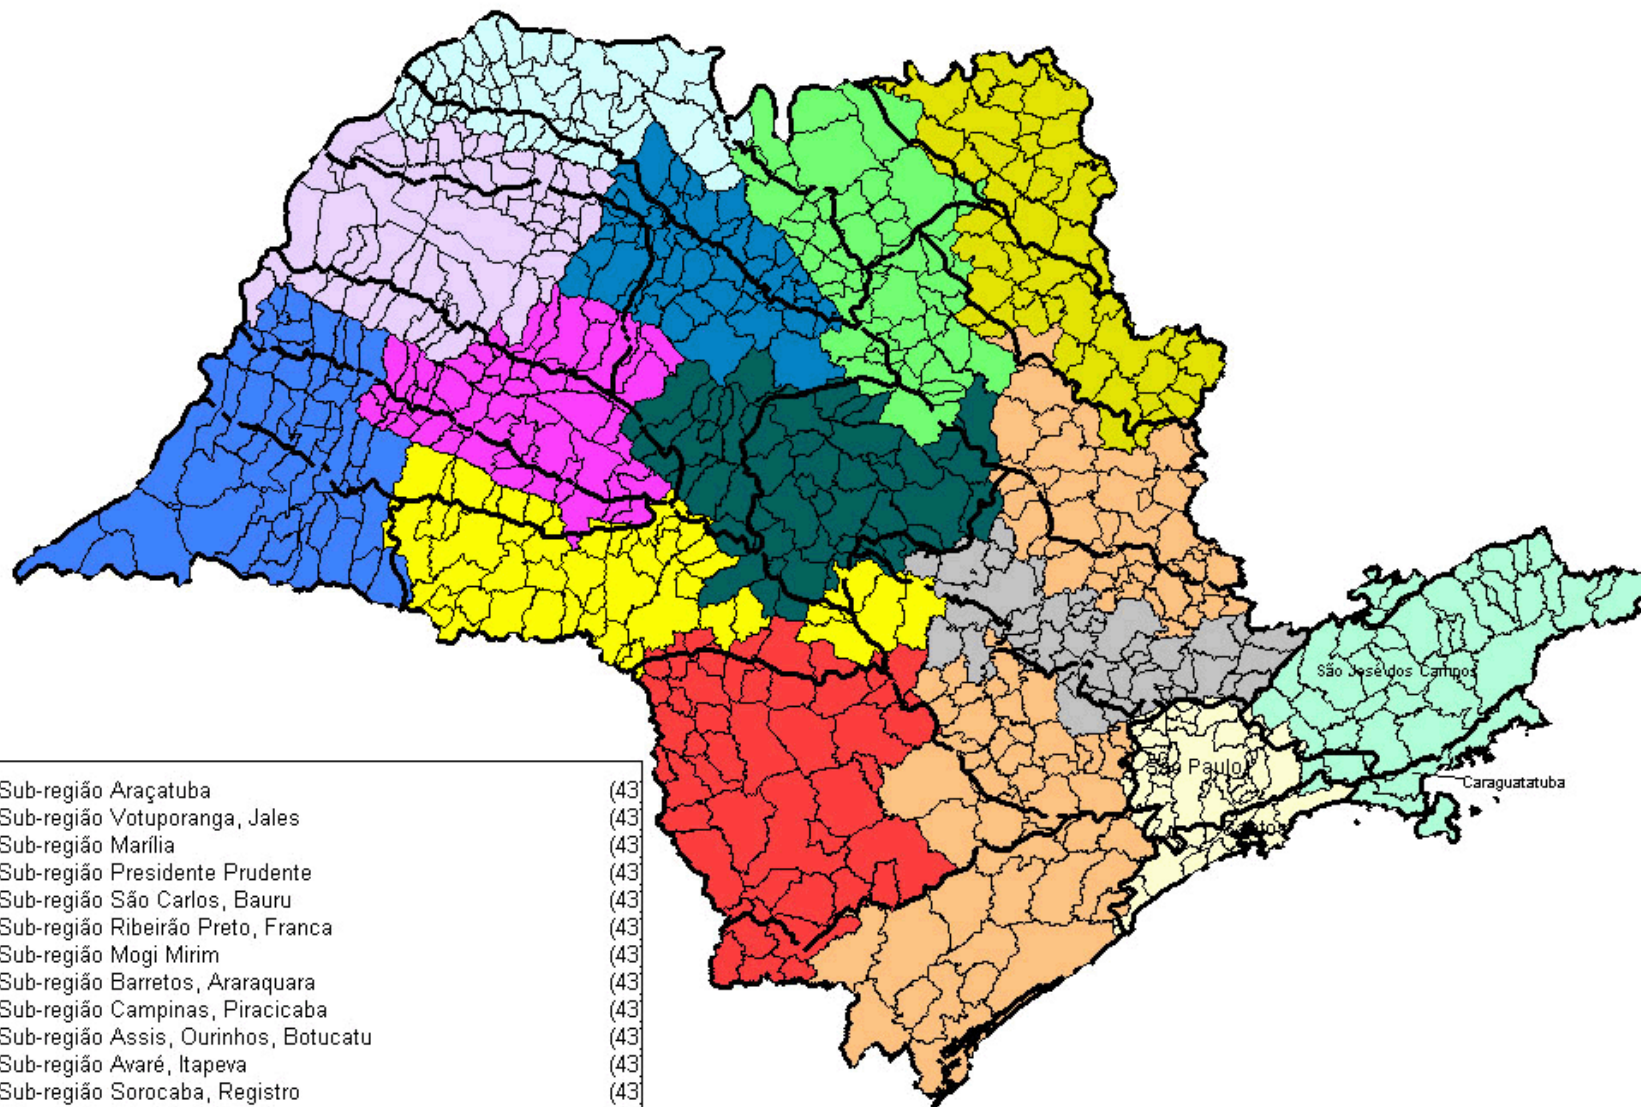 São José dos Campos
São Paulo
Caraguatatuba
Santos
Sub-região Araçatuba (43
Sub-região Votuporanga, Jales (43
Sub-região Marília (43
Sub-região Presidente Prudente (43
Sub-região São Carlos, Bauru (43
Sub-região Ribeirão Preto, Franca (43
Sub-região Mogi Mirim (43
Sub-região Barretos, Araraquara (43
Sub-região Campinas, Piracicaba (43
Sub-região Assis, Ourinhos, Botucatu (43
Sub-região Avaré, Itapeva (43
Sub-região Sorocaba, Registro (43